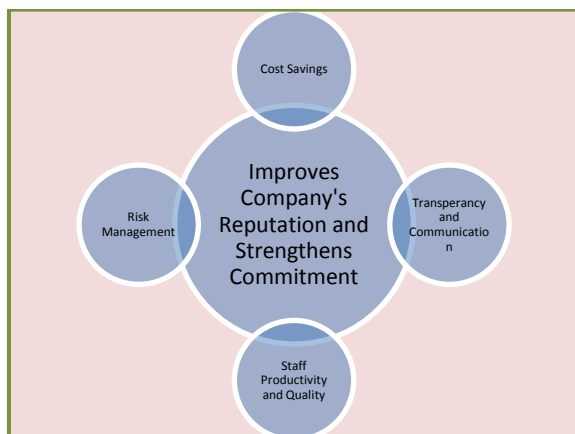 Cost Savings
Improves
Company's
Reputation and
Strengthens
Commitment
Transperancy
and
Communicatio
n
Staff
Productivity
and Quality
Risk
Management